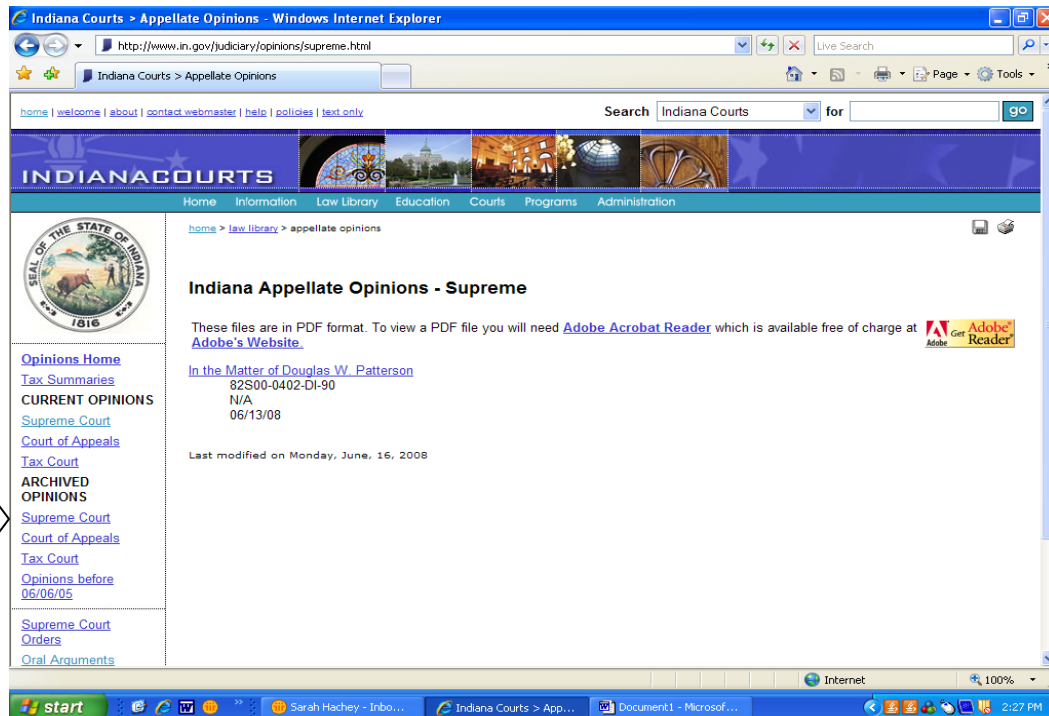 Indiana Courts > Appellate Opinions - Windows Internet Explorer
http://www.in.gov/judiciary/opinions/supreme.html
Live Search
Indiana Courts > Appellate Opinions
Page
Tools
home | welcome | about | contact webmaster | help | policies | text only
Search Indiana Courts for go
INDIANACOURTS
Home Information Law Library Education Courts Programs Administration
SEAL OF THE STATE OF INDIANA
1816
home > law library > appellate opinions
Indiana Appellate Opinions - Supreme
These files are in PDF format. To view a PDF file you will need Adobe Acrobat Reader which is available free of charge at
Adobe's Website.
Adobe Get Adobe® Reader
In the Matter of Douglas W. Patterson
82S00-0402-DI-90
N/A
06/13/08
Last modified on Monday, June, 16, 2008
Opinions Home
Tax Summaries
CURRENT OPINIONS
Supreme Court
Court of Appeals
Tax Court
ARCHIVED
OPINIONS
Supreme Court
Court of Appeals
Tax Court
Opinions before
06/06/05
Supreme Court
Orders
Oral Arguments
Internet
100%
start
Sarah Hachey - Inbo...
Indiana Courts > App...
Document1 - Microsof...
2:27 PM